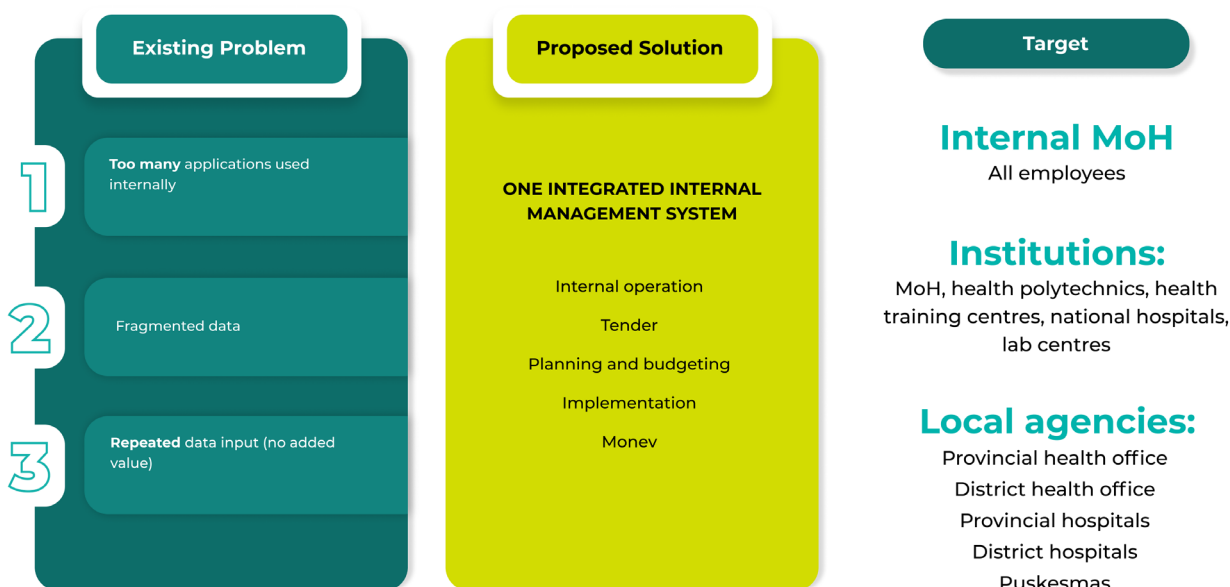 Existing Problem
1
Too many applications used
internally
2
Fragmented data
3
Repeated data input (no added
value)
Proposed Solution
ONE INTEGRATED INTERNAL
MANAGEMENT SYSTEM
Internal operation
Tender
Planning and budgeting
Implementation
Monev
Target
Internal MoH
All employees
Institutions:
MoH, health polytechnics, health
training centres, national hospitals,
lab centres
Local agencies:
Provincial health office
District health office
Provincial hospitals
District hospitals
Puskesmas